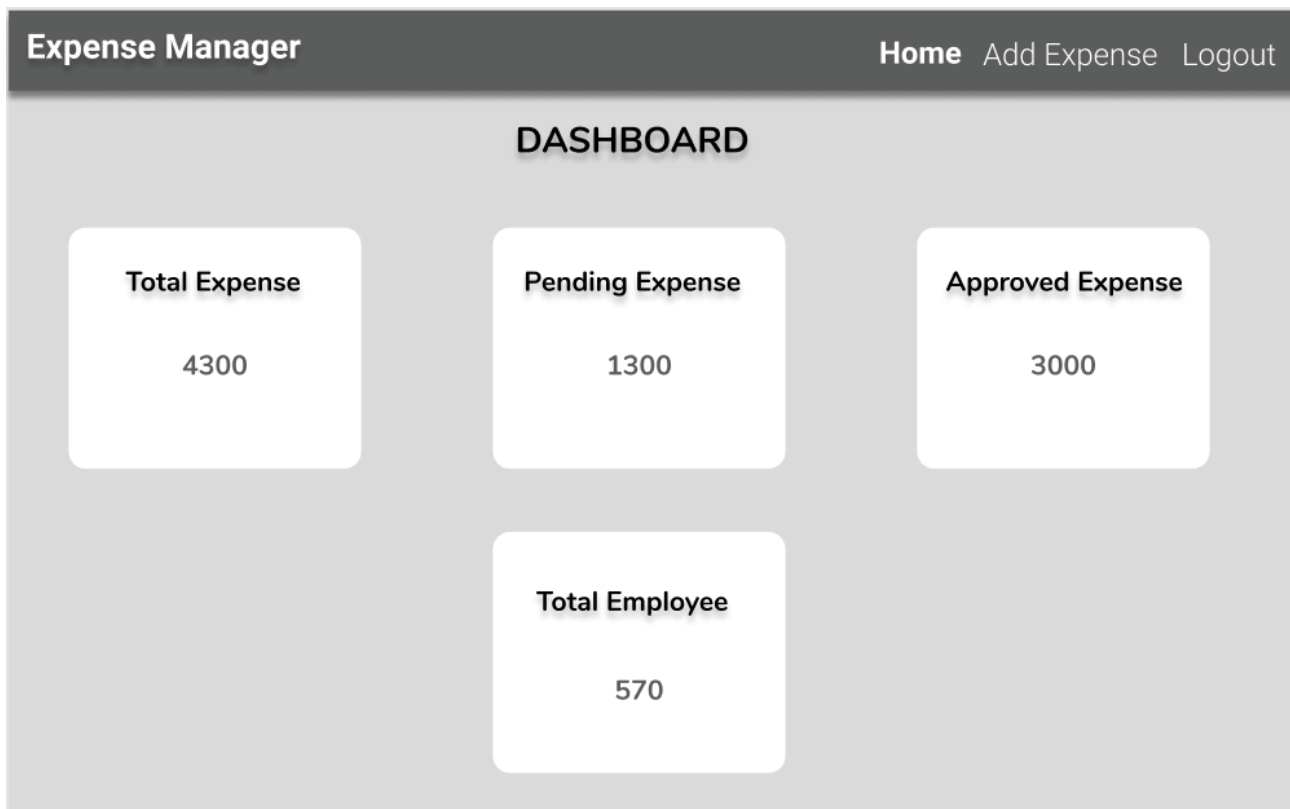 Expense Manager
Home Add Expense Logout
DASHBOARD
Total Expense
4300
Pending Expense
1300
Approved Expense
3000
Total Employee
570